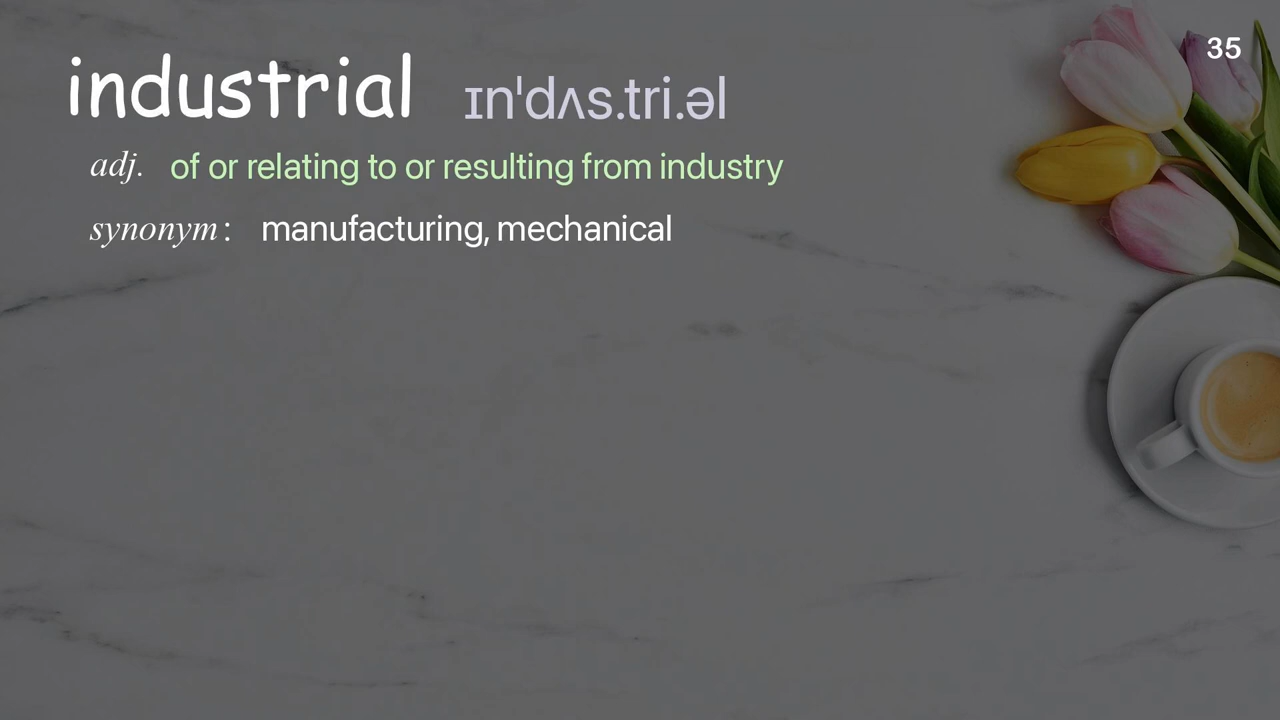 35
industrial ɪnˈdʌs.tri.əl
adj. of or relating to or resulting from industry
synonym : manufacturing, mechanical